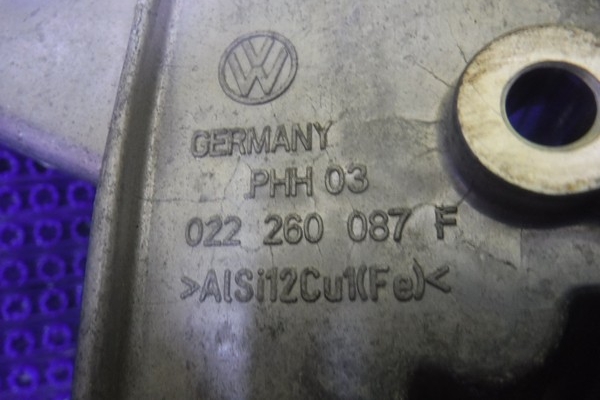 VW
GERMANY
PHH 03
022 260 087 F
>AlSi12Cu1(Fe)<